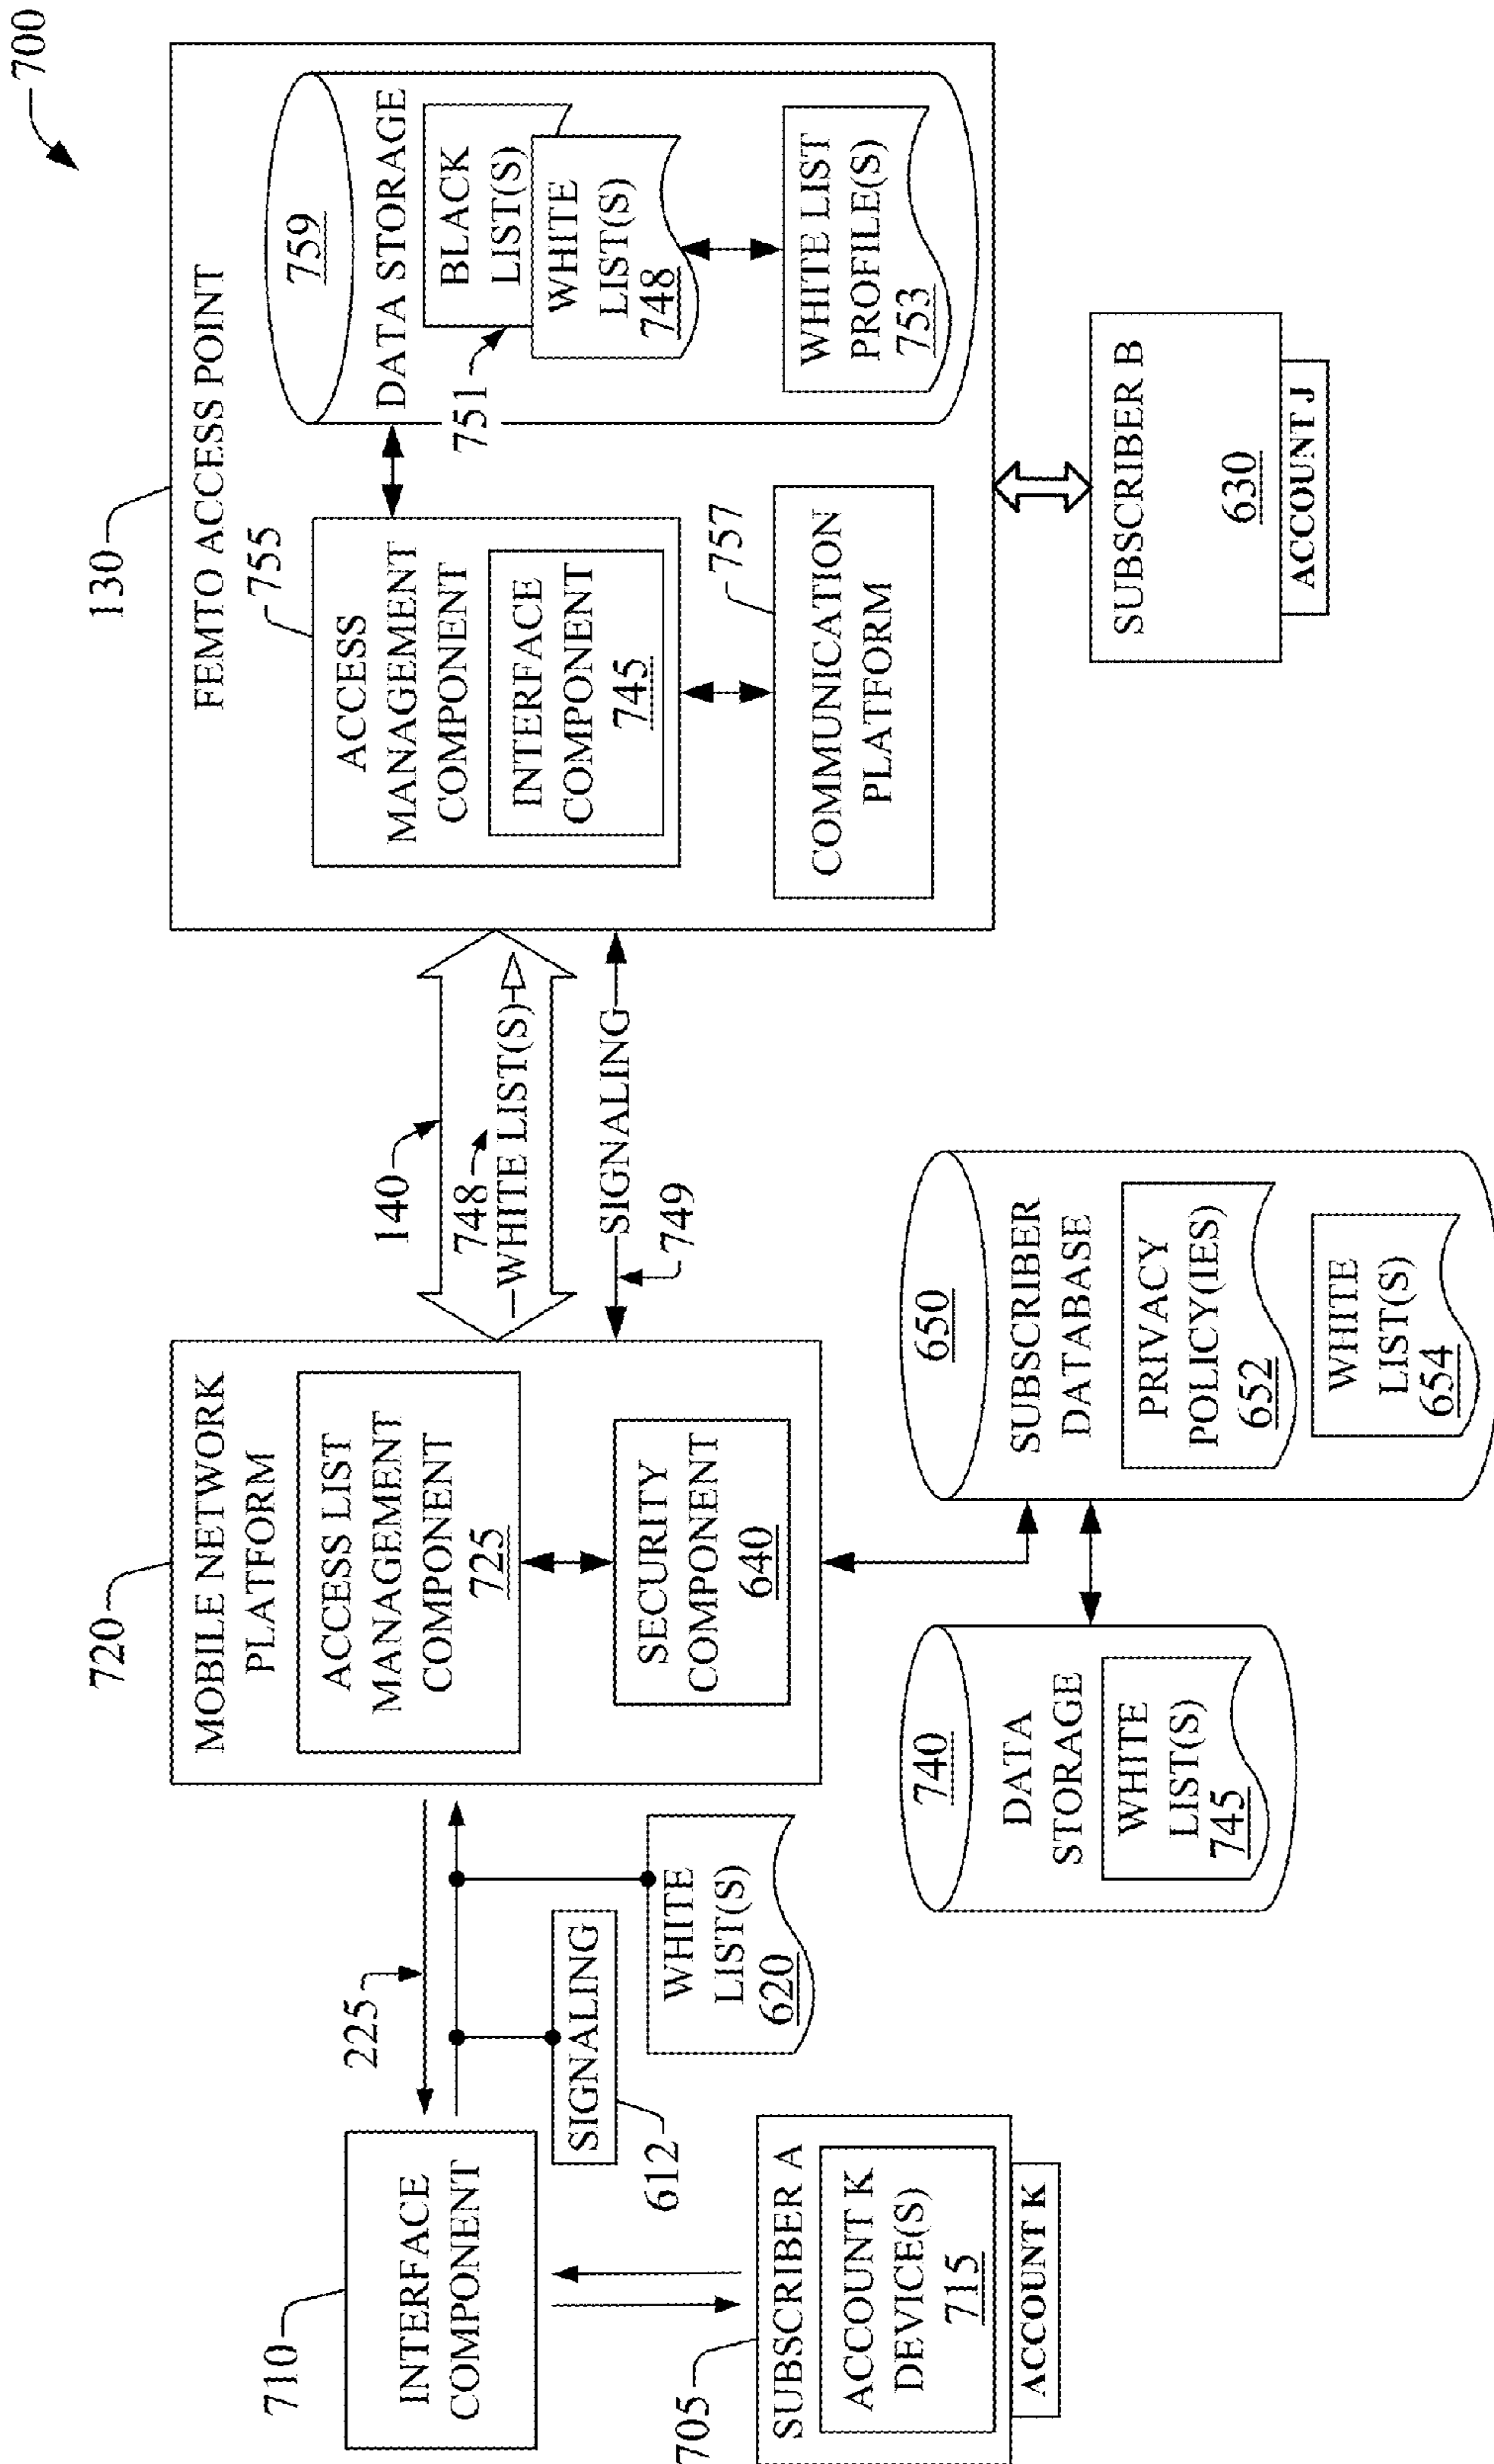 700
130
FEMTO ACCESS POINT
755
ACCESS
MANAGEMENT
COMPONENT
INTERFACE
COMPONENT
745
757
COMMUNICATION
PLATFORM
759
DATA STORAGE
751
BLACK
LIST(S)
WHITE
LIST(S)
748
WHITE LIST
PROFILE(S)
753
SUBSCRIBER B
630
ACCOUNT J
140
748
WHITE LIST(S)
SIGNALING
749
720
MOBILE NETWORK
PLATFORM
ACCESS LIST
MANAGEMENT
COMPONENT
725
SECURITY
COMPONENT
640
650
SUBSCRIBER
DATABASE
PRIVACY
POLICY(IES)
652
WHITE
LIST(S)
654
740
DATA
STORAGE
WHITE
LIST(S)
745
225
SIGNALING
612
WHITE
LIST(S)
620
710
INTERFACE
COMPONENT
705
SUBSCRIBER A
ACCOUNT K
DEVICE(S)
715
ACCOUNT K